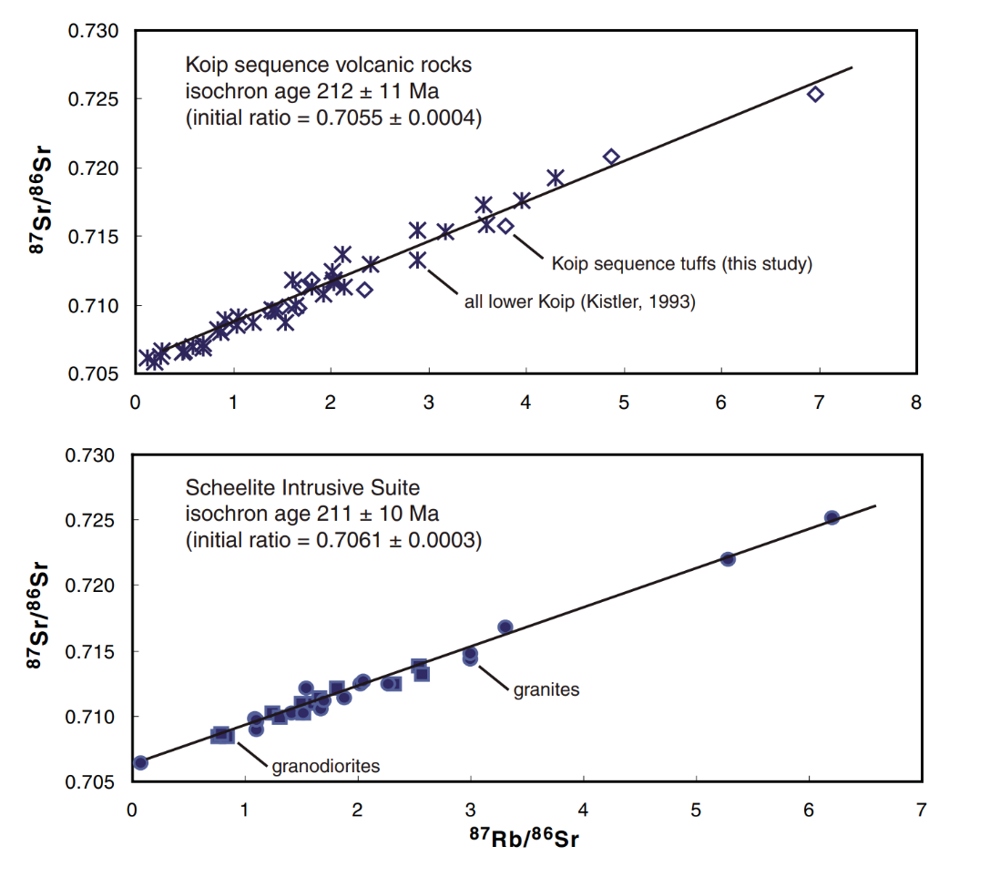 0.730
Koip sequence volcanic rocks
isochron age 212 ± 11 Ma
(initial ratio = 0.7055 ± 0.0004)
0.725
0.720
87Sr/86Sr
0.715
Koip sequence tuffs (this study)
all lower Koip (Kistler, 1993)
0.710
0.705
0 1 2 3 4 5 6 7 8
0.730
Scheelite Intrusive Suite
isochron age 211 ± 10 Ma
(initial ratio = 0.7061 ± 0.0003)
0.725
0.720
87Sr/86Sr
0.715
granites
0.710
granodiorites
0.705
0 1 2 3 4 5 6 7
87Rb/86Sr